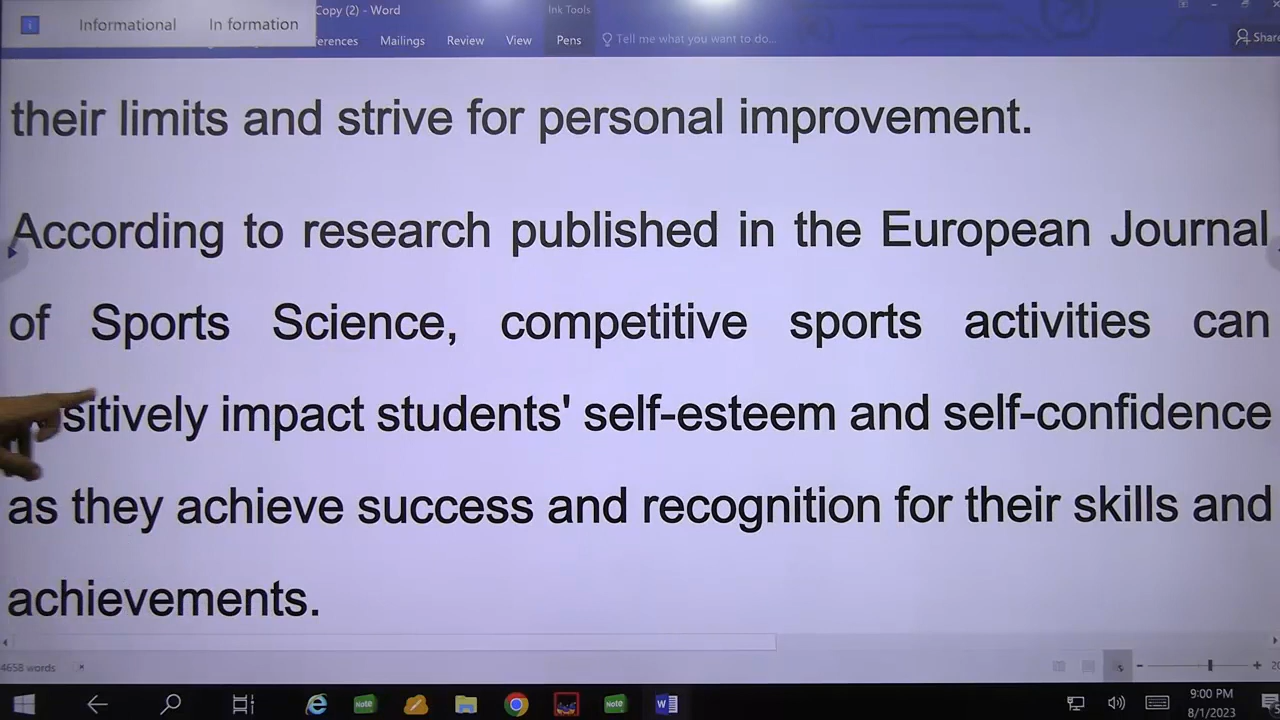 Informational In formation
Copy (2) - Word
Ink Tools
Mailings Review View Pens Tell me what you want to do...
Share
their limits and strive for personal improvement.
According to research published in the European Journal
of Sports Science, competitive sports activities can
impact students' self-esteem and self-confidence
as they achieve success and recognition for their skills and
achievements.
4658 words
Note Note
9:00 PM
8/1/2023